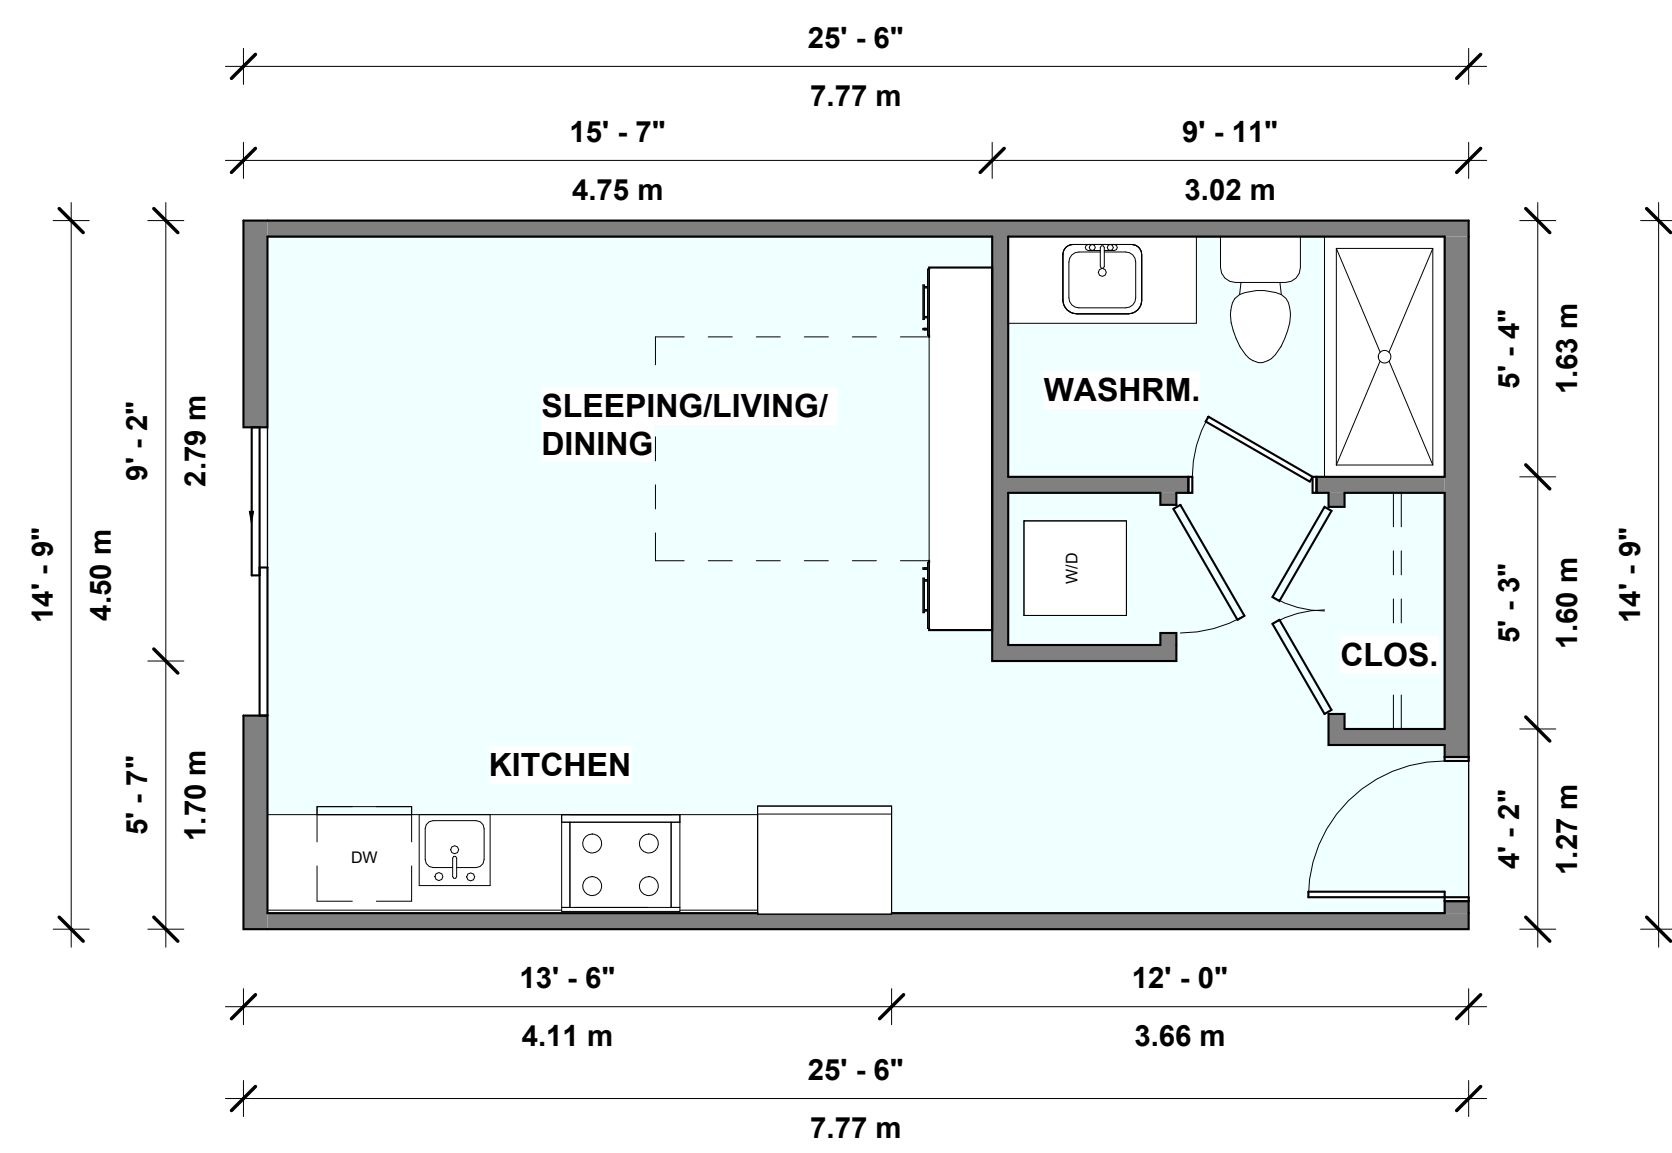 25' - 6"
7.77 m
15' - 7"
9' - 11"
4.75 m
3.02 m
14' - 9"
4.50 m
9' - 2"
2.79 m
5' - 7"
1.70 m
SLEEPING/LIVING/
DINING
WASHRM.
W/D
CLOS.
KITCHEN
DW
5' - 4"
1.63 m
5' - 3"
1.60 m
4' - 2"
1.27 m
14' - 9"
13' - 6"
12' - 0"
4.11 m
3.66 m
25' - 6"
7.77 m